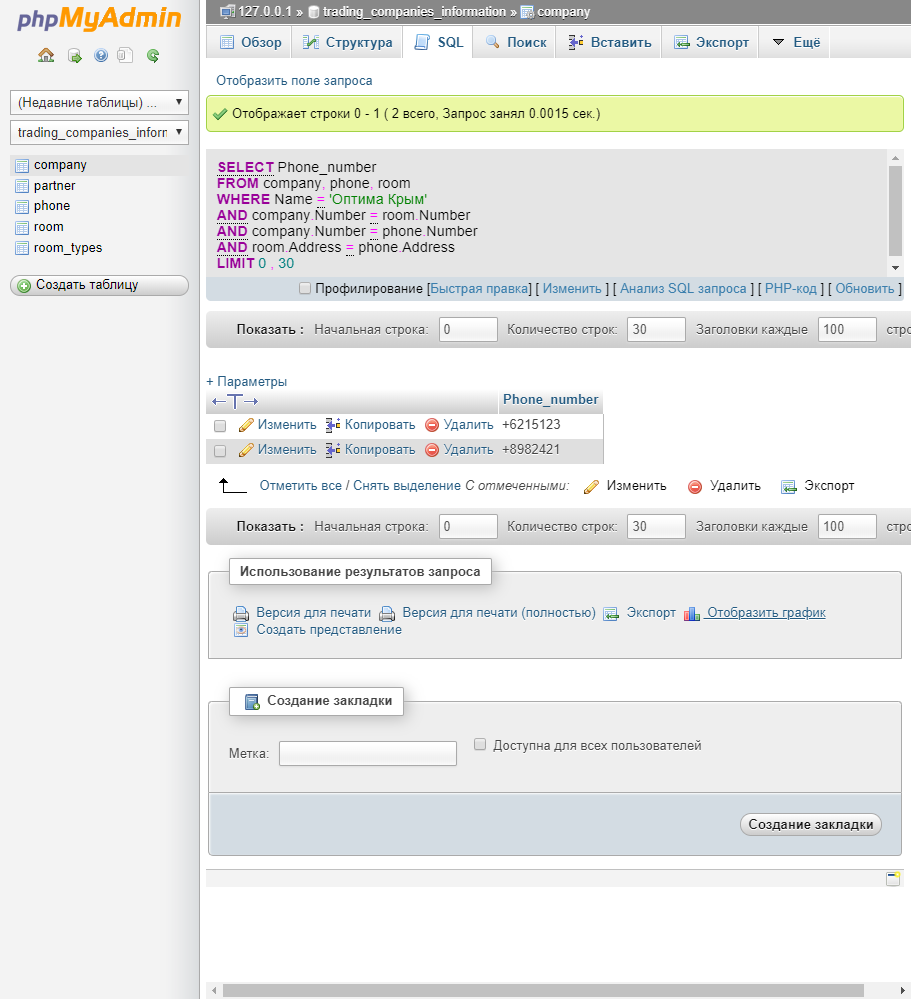 phpMyAdmin
(Недавние таблицы) ...
trading_companies_inform
company
partner
phone
room
room_types
Создать таблицу
127.0.0.1 » trading_companies_information » company
Обзор Структура SQL Поиск Вставить Экспорт Ещё
Отобразить поле запроса
Отображает строки 0 - 1 ( 2 всего, Запрос занял 0.0015 сек.)
SELECT Phone_number
FROM company, phone, room
WHERE Name = 'Оптима Крым'
AND company.Number = room.Number
AND company.Number = phone.Number
AND room.Address = phone.Address
LIMIT 0 , 30
Профилирование [Быстрая правка] [ Изменить ] [ Анализ SQL запроса ] [ PHP-код ] [ Обновить ]
Показать : Начальная строка: 0 Количество строк: 30 Заголовки каждые 100 стро
+ Параметры
←T→ Phone_number
Изменить Копировать Удалить +6215123
Изменить Копировать Удалить +8982421
Отметить все / Снять выделение С отмеченными: Изменить Удалить Экспорт
Показать : Начальная строка: 0 Количество строк: 30 Заголовки каждые 100 стро
Использование результатов запроса
Версия для печати Версия для печати (полностью) Экспорт Отобразить график
Создать представление
Создание закладки
Метка: Доступна для всех пользователей
Создание закладки